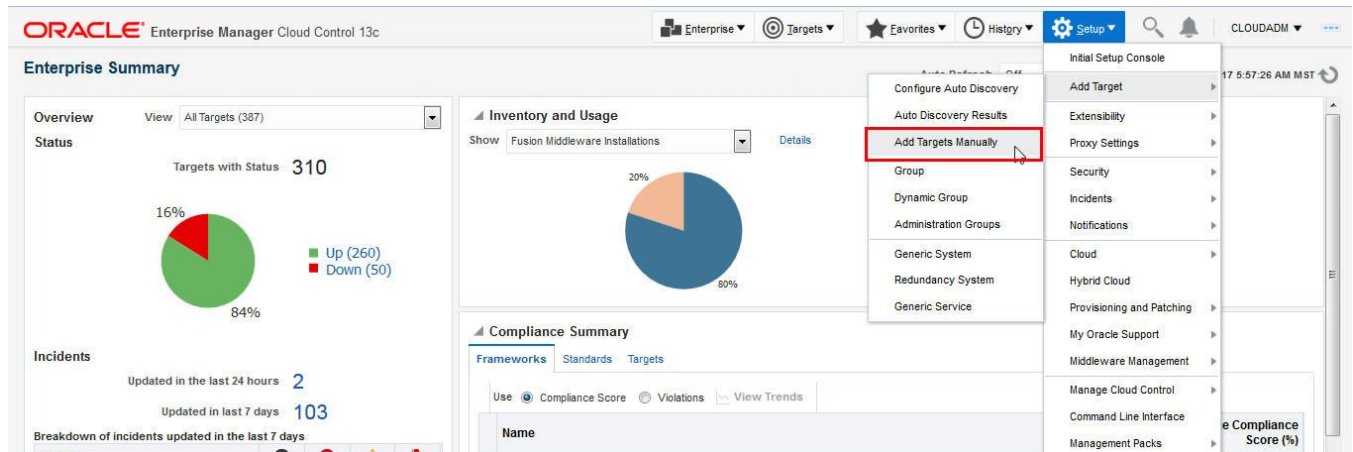 ORACLE Enterprise Manager Cloud Control 13c
Enterprise
Targets
Favorites
History
Setup
CLOUDADM
Enterprise Summary
17 5:57:26 AM MST
Overview
View All Targets (387)
Status
Targets with Status 310
16%
84%
Up (260)
Down (50)
Incidents
Updated in the last 24 hours 2
Updated in last 7 days 103
Breakdown of incidents updated in the last 7 days
Inventory and Usage
Show Fusion Middleware Installations
Details
20%
80%
Compliance Summary
Frameworks Standards Targets
Use Compliance Score Violations View Trends
Name
e Compliance
Score (%)
Configure Auto Discovery
Auto Discovery Results
Add Targets Manually
Group
Dynamic Group
Administration Groups
Generic System
Redundancy System
Generic Service
Initial Setup Console
Add Target
Extensibility
Proxy Settings
Security
Incidents
Notifications
Cloud
Hybrid Cloud
Provisioning and Patching
My Oracle Support
Middleware Management
Manage Cloud Control
Command Line Interface
Management Packs